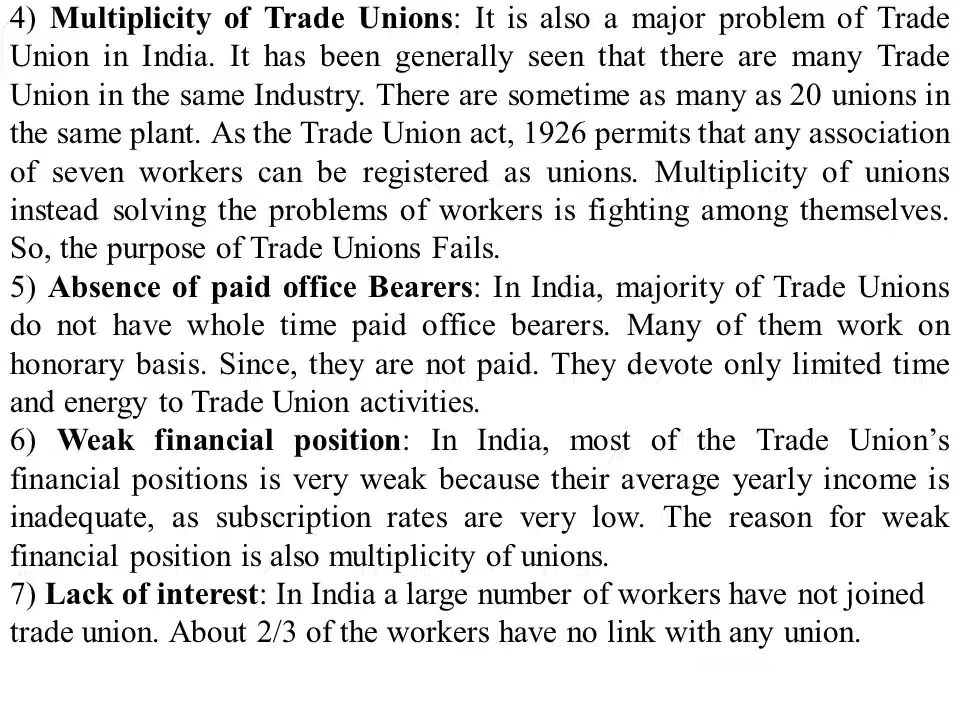 4) Multiplicity of Trade Unions: It is also a major problem of Trade
Union in India. It has been generally seen that there are many Trade
Union in the same Industry. There are sometime as many as 20 unions in
the same plant. As the Trade Union act, 1926 permits that any association
of seven workers can be registered as unions. Multiplicity of unions
instead solving the problems of workers is fighting among themselves.
So, the purpose of Trade Unions Fails.
5) Absence of paid office Bearers: In India, majority of Trade Unions
do not have whole time paid office bearers. Many of them work on
honorary basis. Since, they are not paid. They devote only limited time
and energy to Trade Union activities.
6) Weak financial position: In India, most of the Trade Union’s
financial positions is very weak because their average yearly income is
inadequate, as subscription rates are very low. The reason for weak
financial position is also multiplicity of unions.
7) Lack of interest: In India a large number of workers have not joined
trade union. About 2/3 of the workers have no link with any union.